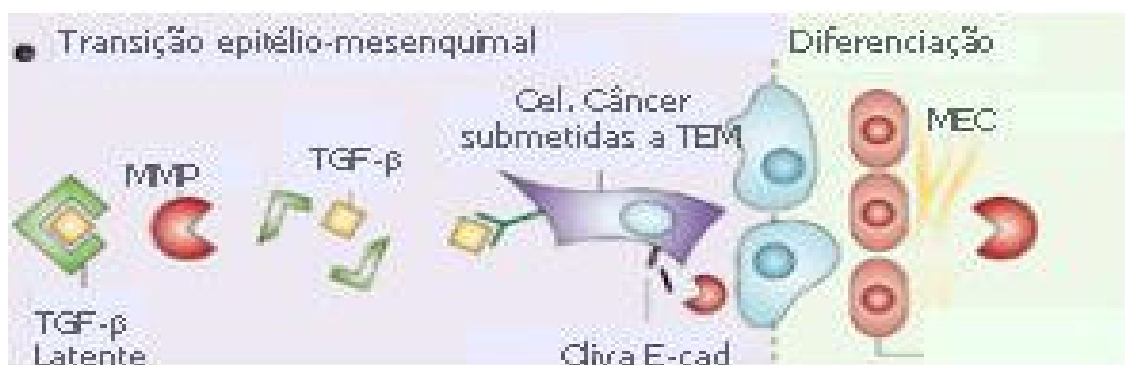 Transição epitélio-mesenquimal
Diferenciação
Cel. Câncer
submetidas a TEM
MEC
MMP
TGF-β
TGF-β
Latente
Cliva E-cad